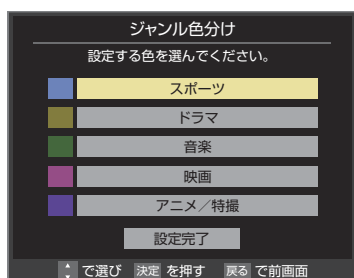 ジャンル色分け
設定する色を選んでください。
スポーツ
ドラマ
音楽
映画
アニメ／特撮
設定完了
で選び 決定 を押す 戻る で前画面